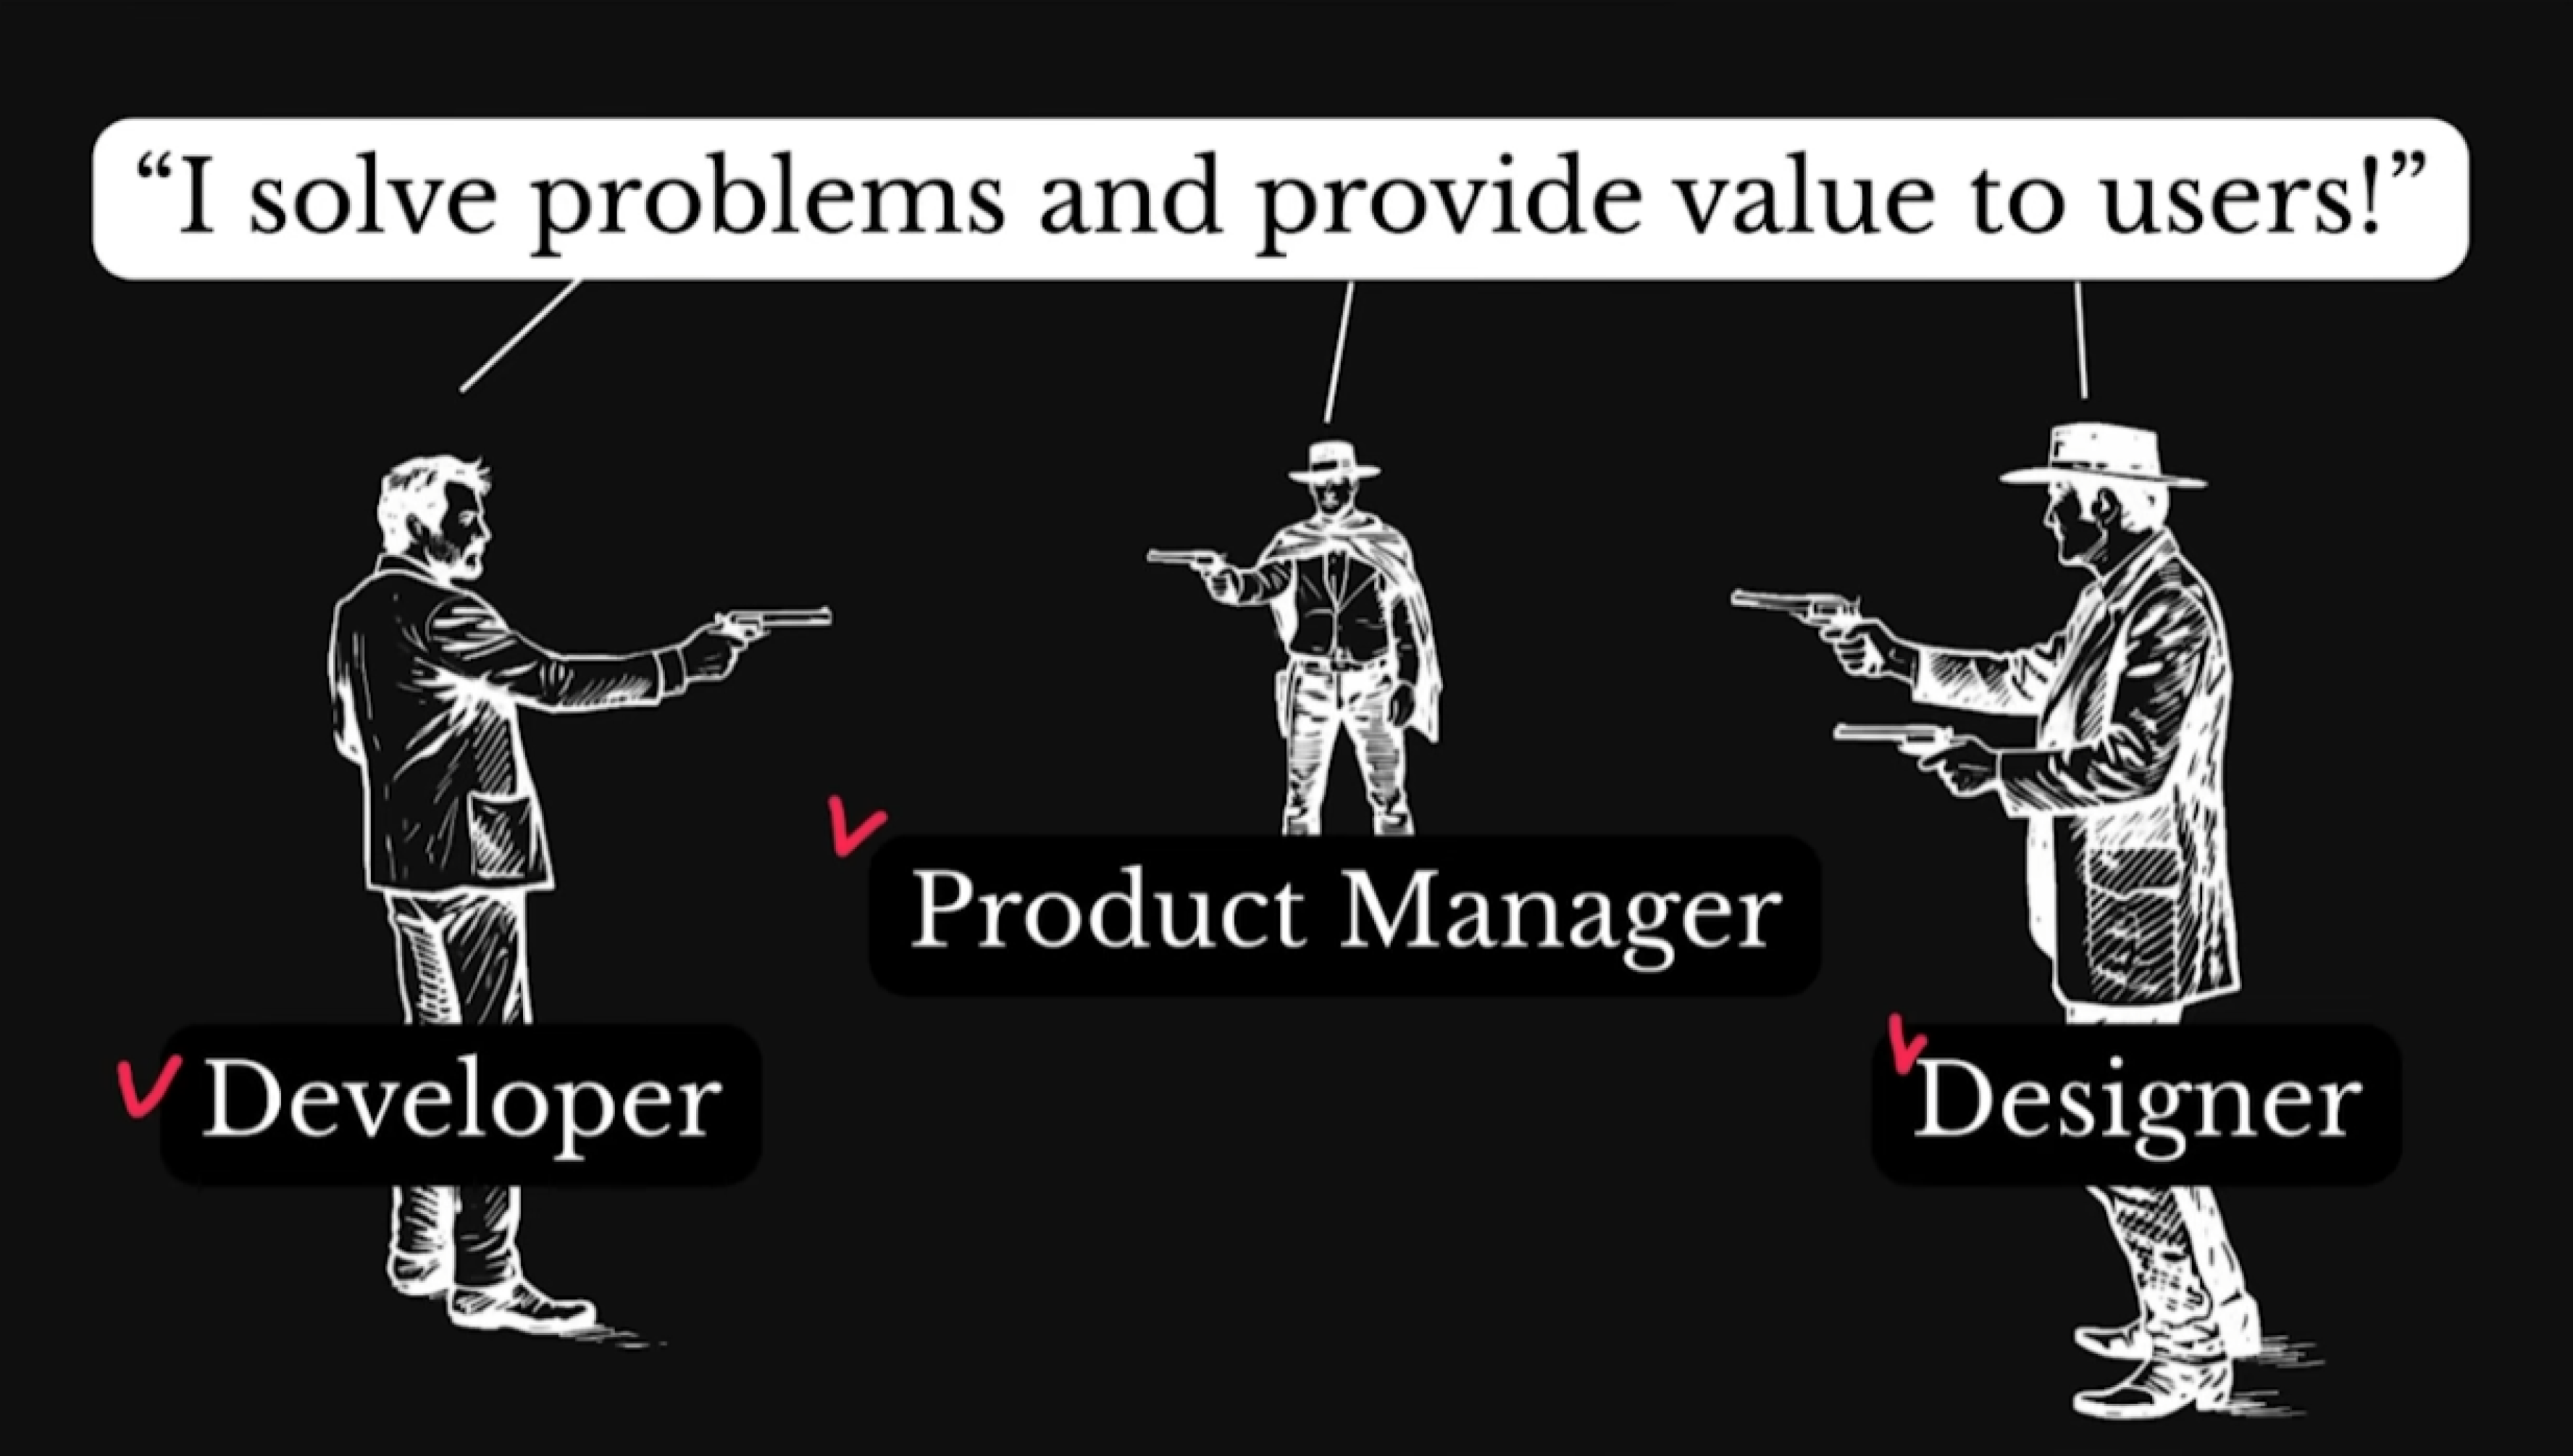 “I solve problems and provide value to users!”
Product Manager
Developer
Designer